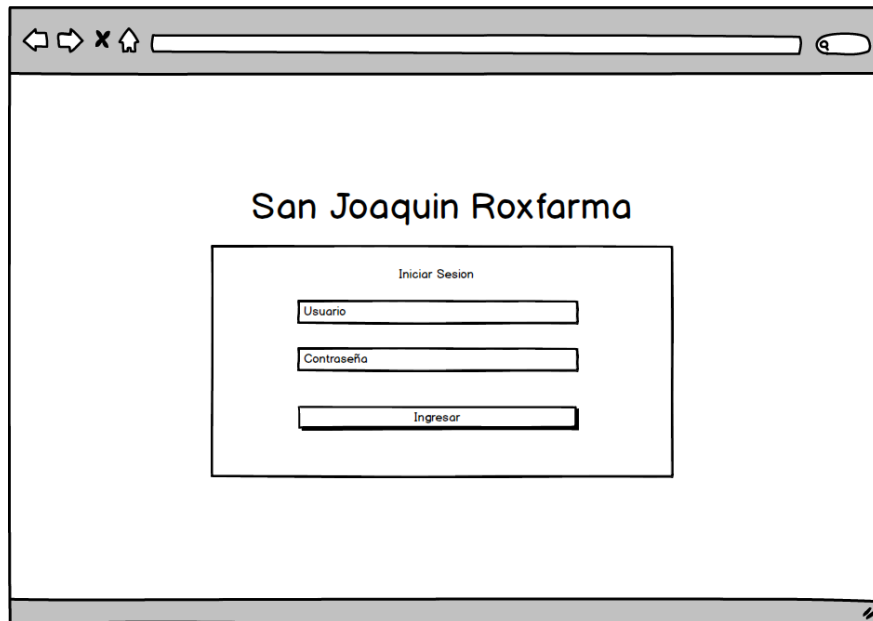 San Joaquin Roxfarma
Iniciar Sesion
Usuario
Contraseña
Ingresar